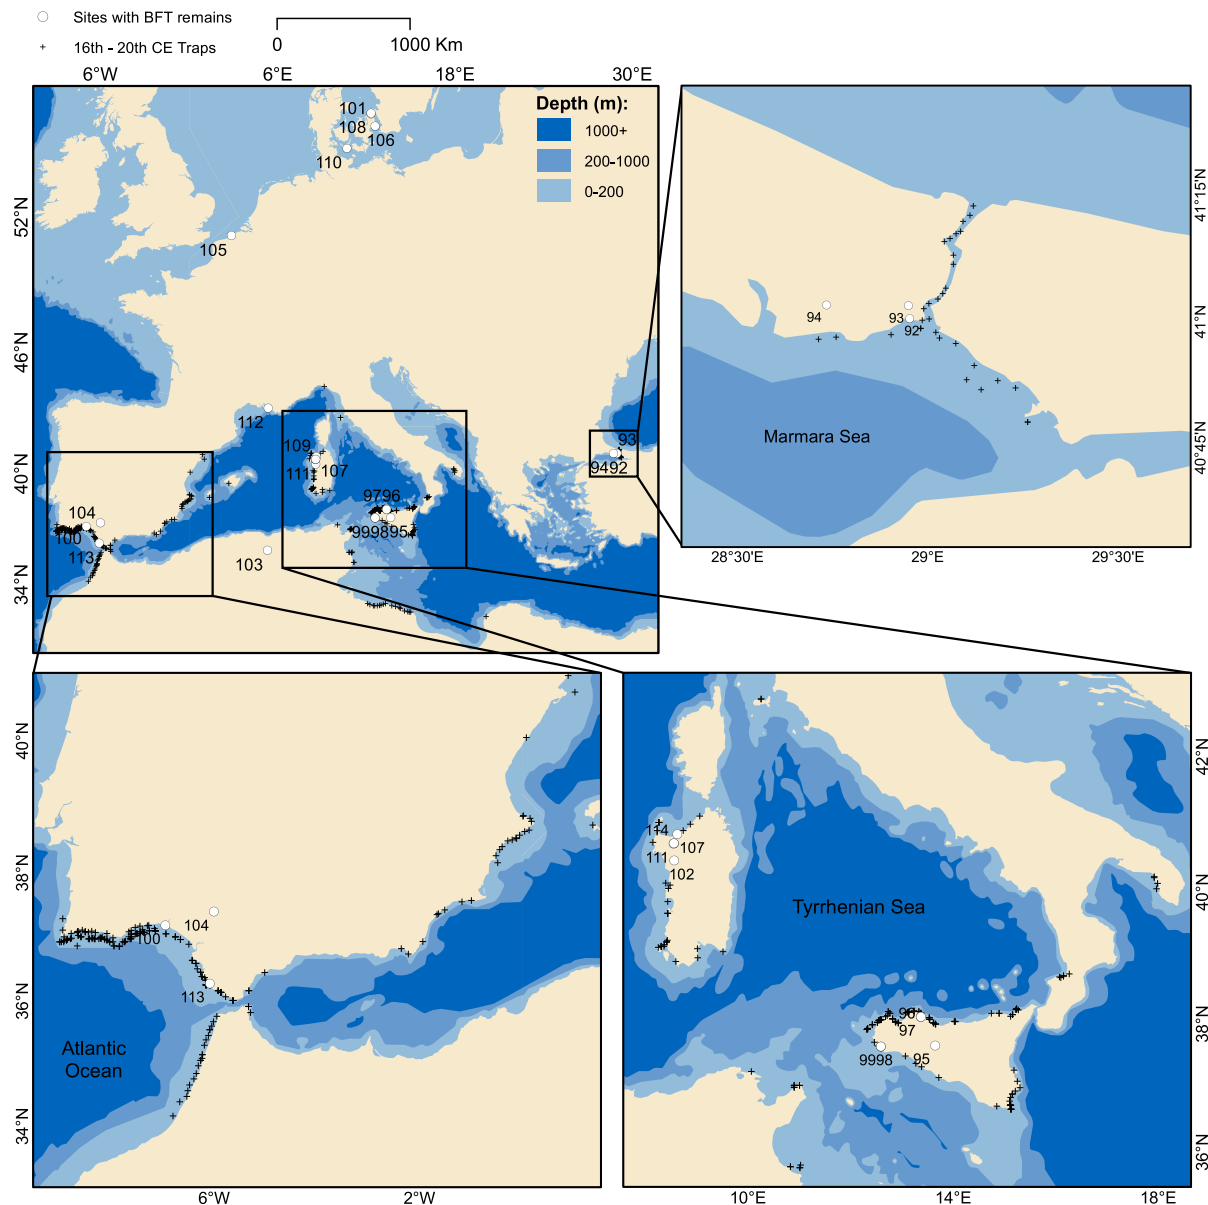 Sites with BFT remains
16th - 20th CE Traps
0
1000 Km
6°W
6°E
18°E
30°E
Depth (m):
1000+
200-1000
0-200
101
108
106
110
105
112
109
111
107
93
9492
9796
999895
104
100
113
103
52°N
46°N
40°N
34°N
94
93
92
Marmara Sea
41°15'N
41°N
40°45'N
28°30'E
29°E
29°30'E
104
100
113
Atlantic
Ocean
40°N
38°N
36°N
34°N
6°W
2°W
114
107
111
102
Tyrrhenian Sea
96
97
9998
95
42°N
40°N
38°N
36°N
10°E
14°E
18°E